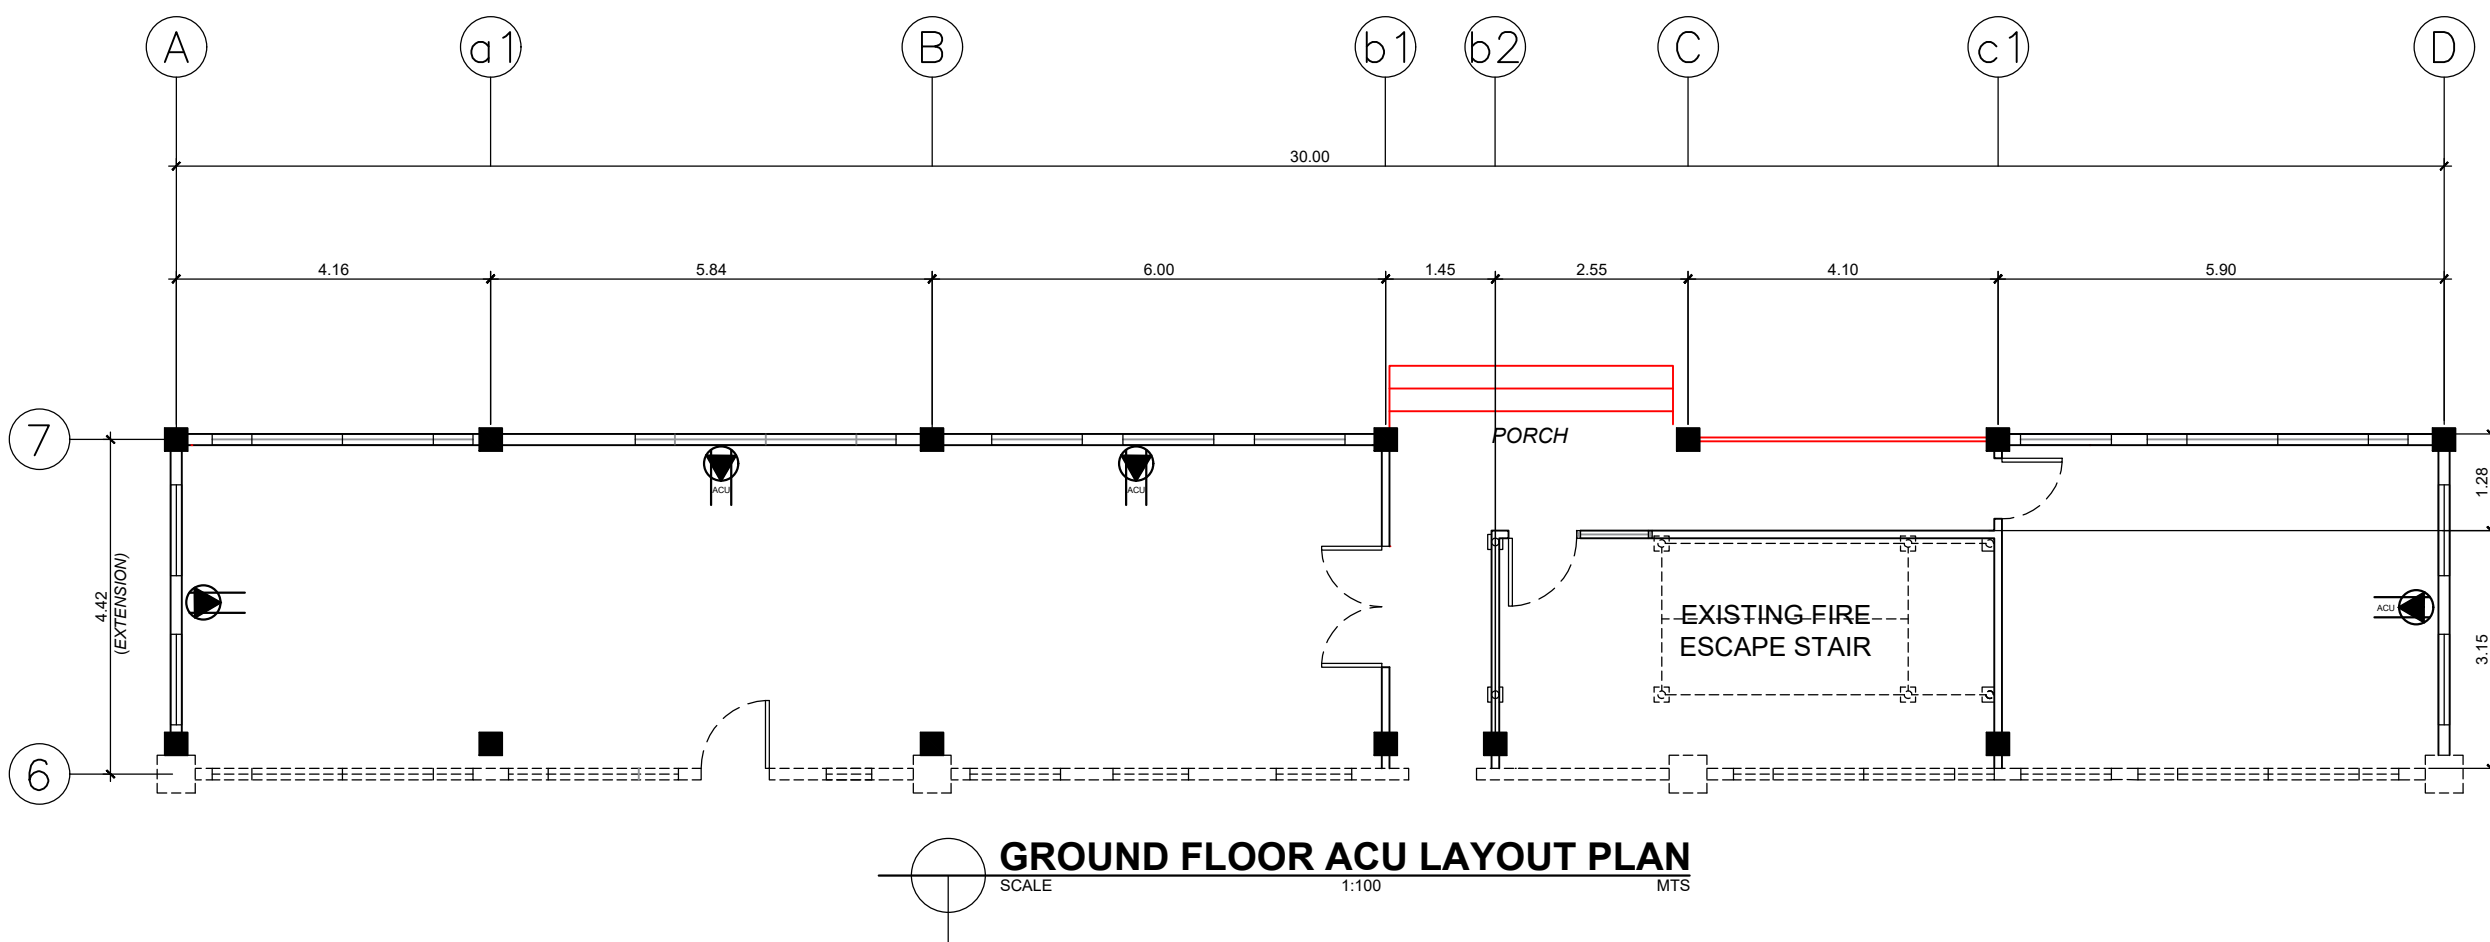 A a1 B b1 b2 C c1 D
30.00
4.16 5.84 6.00 1.45 2.55 4.10 5.90
7
PORCH
ACU ACU
1.28
4.42
(EXTENSION)
EXISTING FIRE
ESCAPE STAIR
ACU
3.15
6
GROUND FLOOR ACU LAYOUT PLAN
SCALE 1:100 MTS